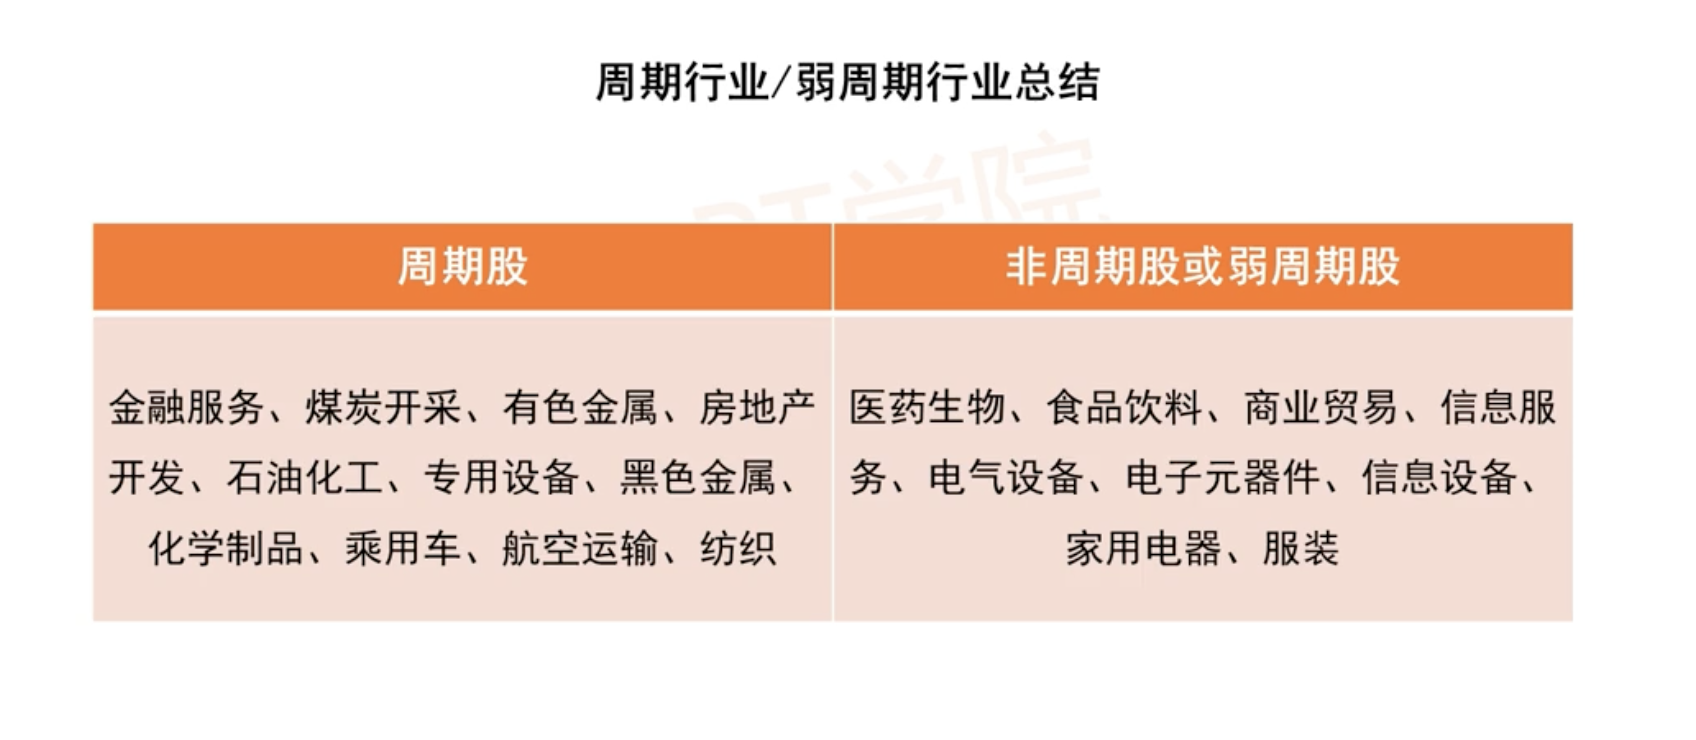 周期行业/弱周期行业总结
学院
周期股
非周期股或弱周期股
金融服务、煤炭开采、有色金属、房地产
开发、石油化工、专用设备、黑色金属、
化学制品、乘用车、航空运输、纺织
医药生物、食品饮料、商业贸易、信息服
务、电气设备、电子元器件、信息设备、
家用电器、服装